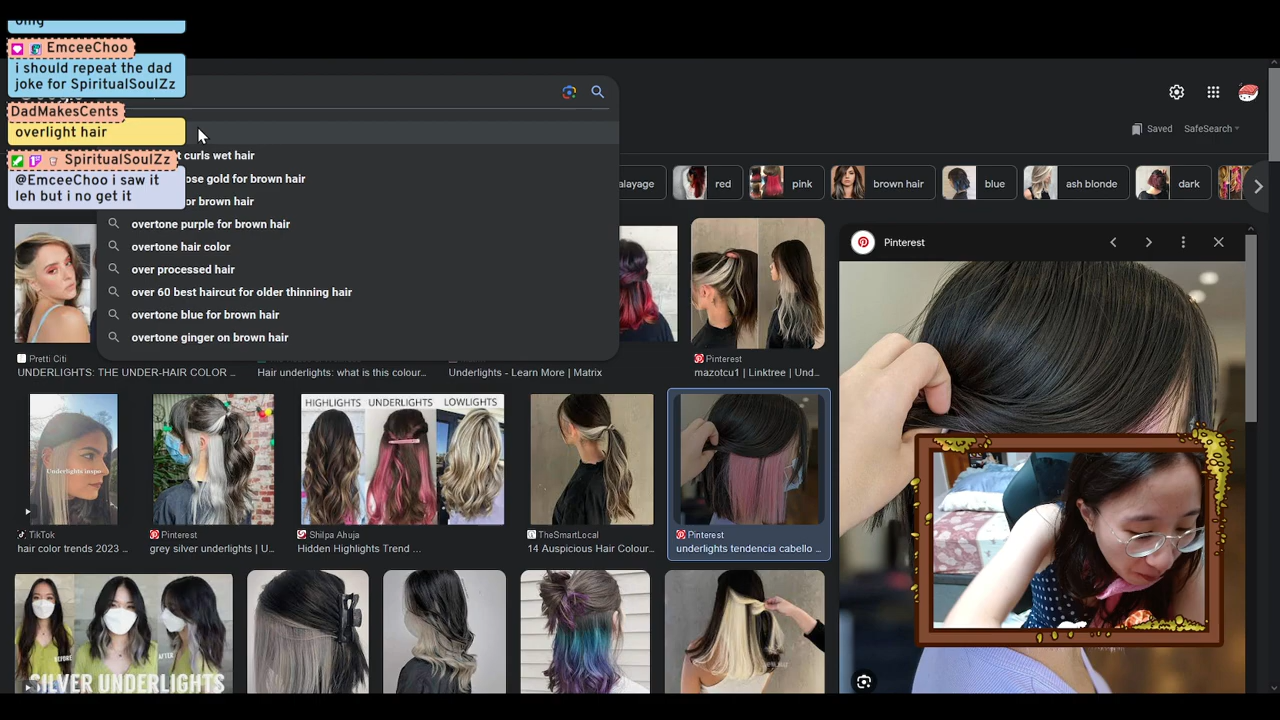 omg
EmceeChoo
i should repeat the dad
joke for SpiritualSoulZz
DadMakesCents
overlight hair
SpiritualSoulZz
@EmceeChoo i saw it
leh but i no get it
Saved
SafeSearch
t curls wet hair
ose gold for brown hair
or brown hair
overtone purple for brown hair
overtone hair color
over processed hair
over 60 best haircut for older thinning hair
overtone blue for brown hair
overtone ginger on brown hair
alayage
red
pink
brown hair
blue
ash blonde
dark
Pinterest
Pretti Citi
UNDERLIGHTS: THE UNDER-HAIR COLOR ...
Hair underlights: what is this colour...
Underlights - Learn More | Matrix
Pinterest
mazotcu1 | Linktree | Und...
Underlights inspo
HIGHLIGHTS UNDERLIGHTS LOWLIGHTS
TikTok
hair color trends 2023 ...
Pinterest
grey silver underlights | U...
Shilpa Ahuja
Hidden Highlights Trend ...
TheSmartLocal
14 Auspicious Hair Colour...
Pinterest
underlights tendencia cabello ...
BEFORE
AFTER
SILVER UNDERLIGHTS